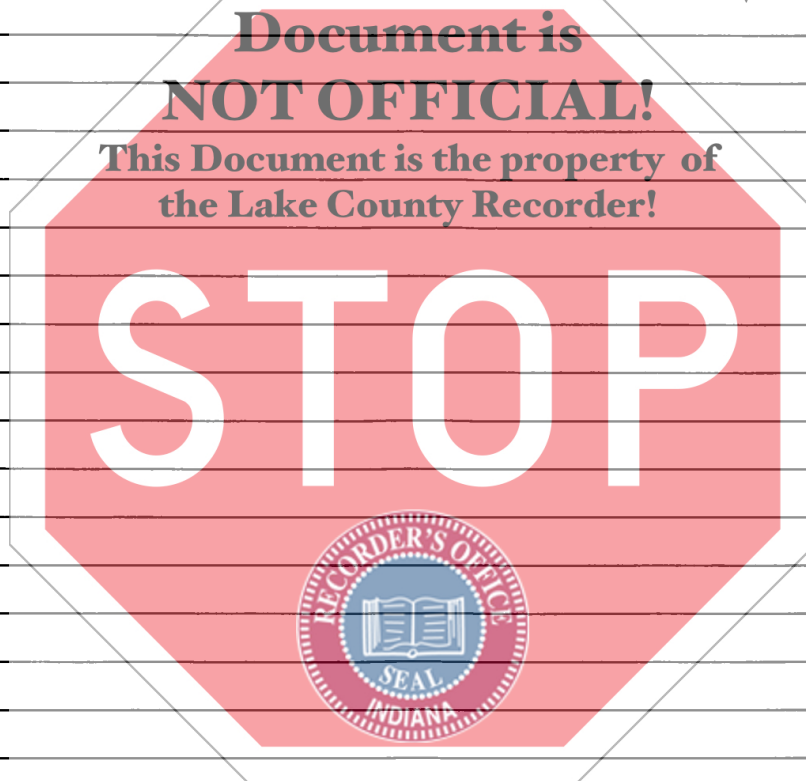 Document is
NOT OFFICIAL!
This Document is the property of
the Lake County Recorder!
STOP
RECORDER'S OFFICE
SEAL
INDIANA